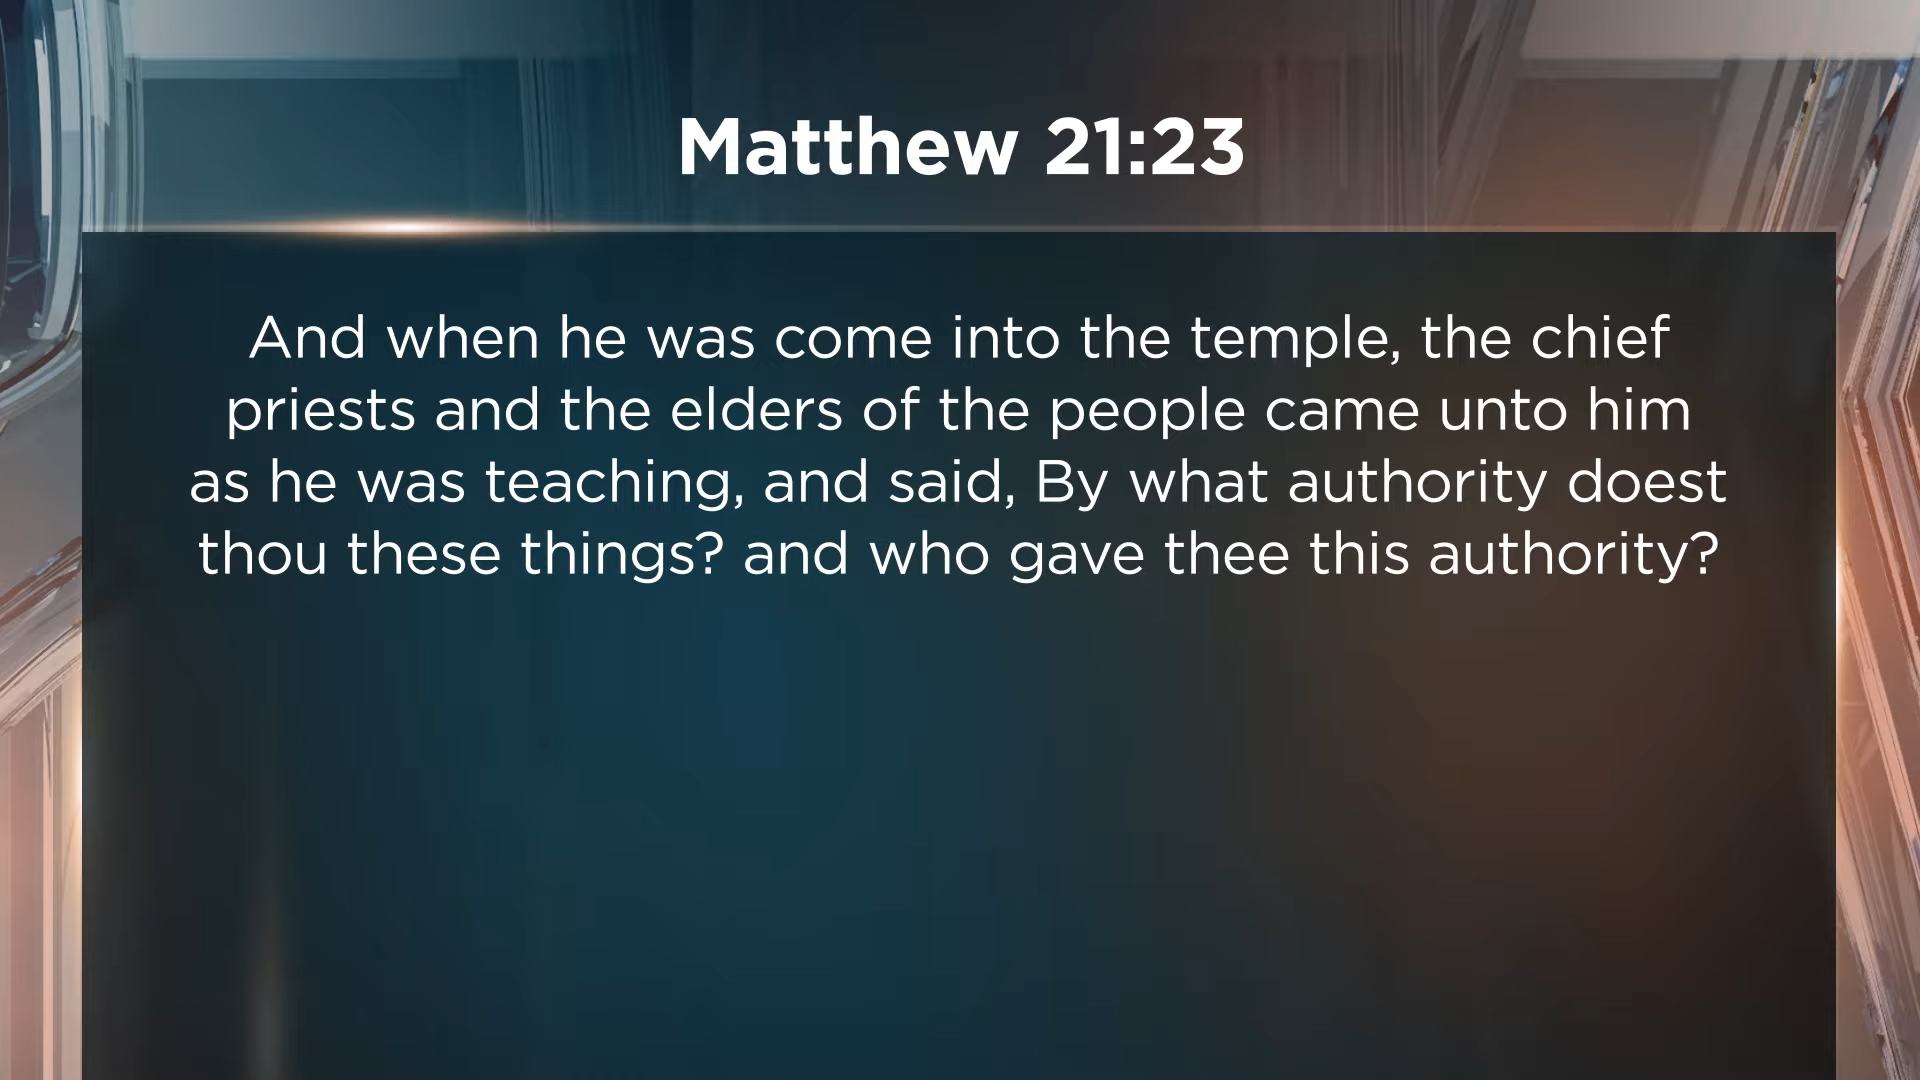 Matthew 21:23
And when he was come into the temple, the chief
priests and the elders of the people came unto him
as he was teaching, and said, By what authority doest
thou these things? and who gave thee this authority?